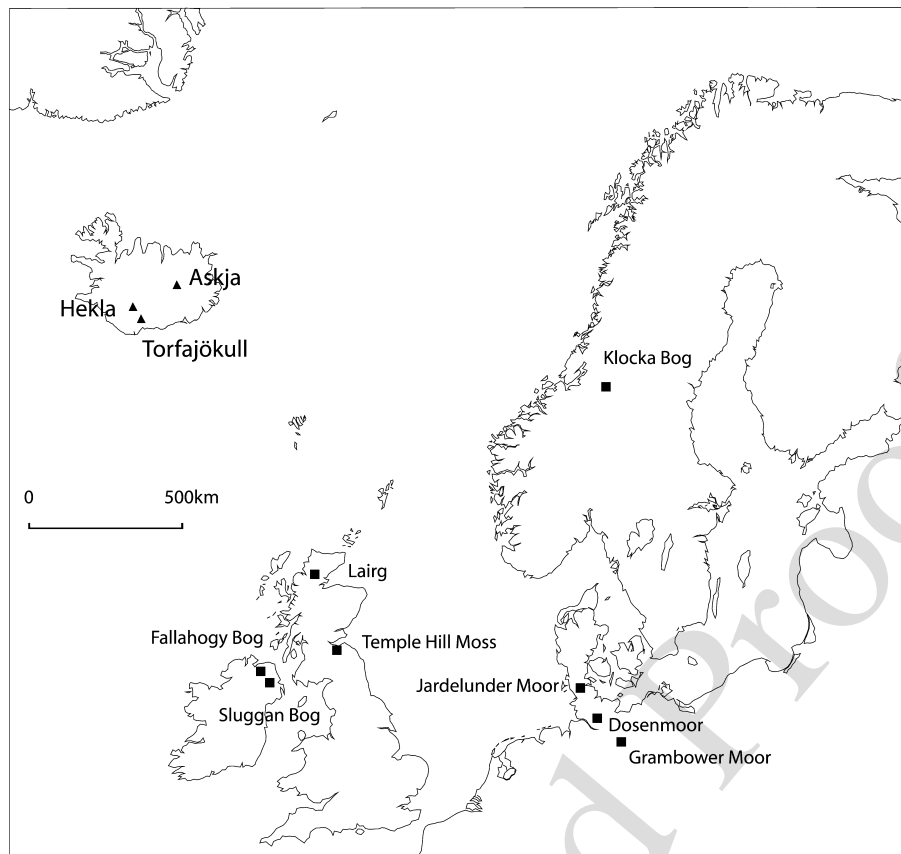 Askja
Hekla
Torfajökull
Klocka Bog
0 500km
Lairg
Fallahogy Bog
Temple Hill Moss
Jardelunder Moor
Sluggan Bog
Dosenmoor
Grambower Moor
d Proo